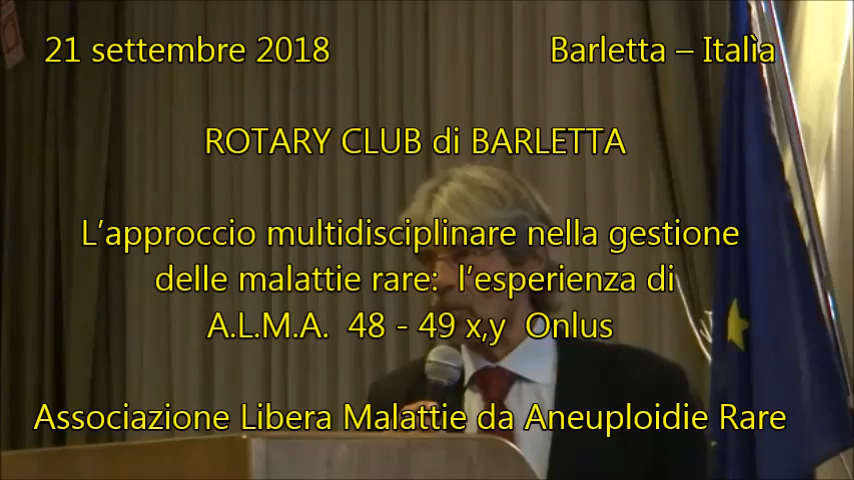 21 settembre 2018 Barletta – Italìa
ROTARY CLUB di BARLETTA
L’approccio multidisciplinare nella gestione
delle malattie rare: l’esperienza di
A.L.M.A. 48 - 49 x,y Onlus
Associazione Libera Malattie da Aneuploidie Rare